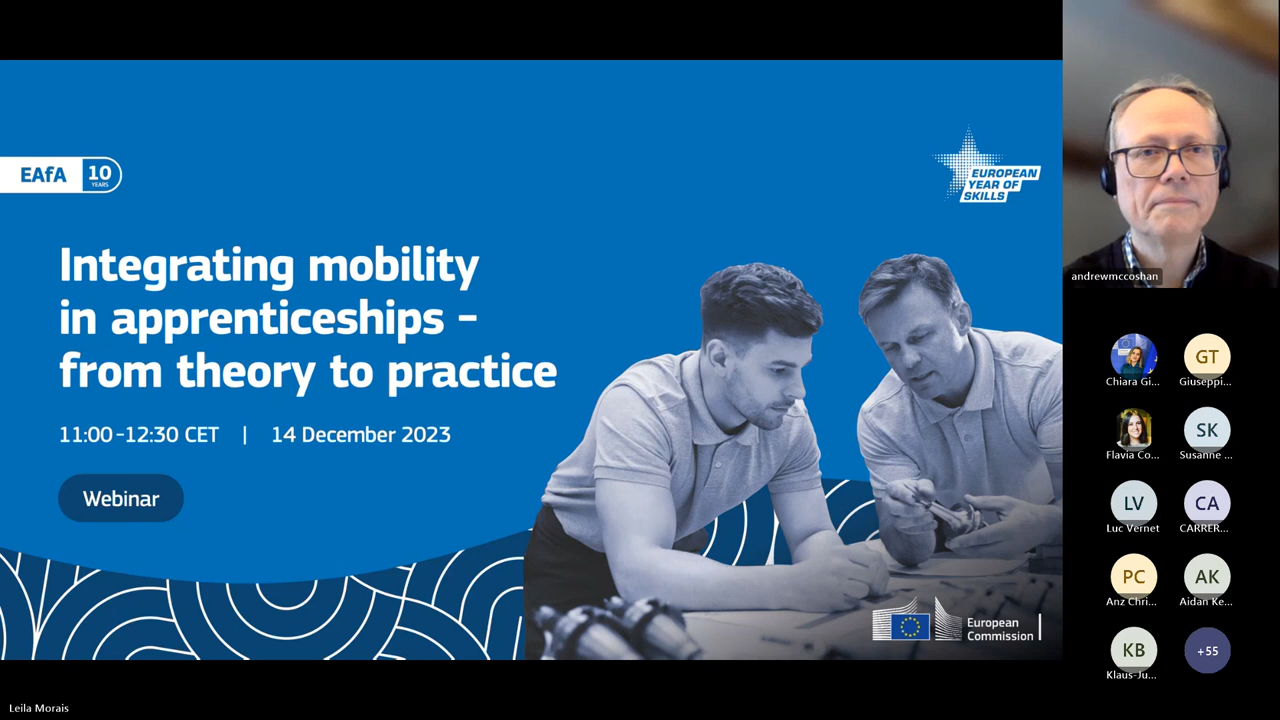 EAfA 10
YEARS
EUROPEAN
YEAR OF
SKILLS
Integrating mobility
in apprenticeships –
from theory to practice
11:00-12:30 CET | 14 December 2023
Webinar
European
Commission
andrewmccoshan
GT
Chiara Gi...
Giuseppi...
SK
Flavia Co...
Susanne ...
LV
CA
Luc Vernet
CARRER...
PC
AK
Anz Chri...
Aidan Ke...
KB
+55
Klaus-Ju...
Leila Morais